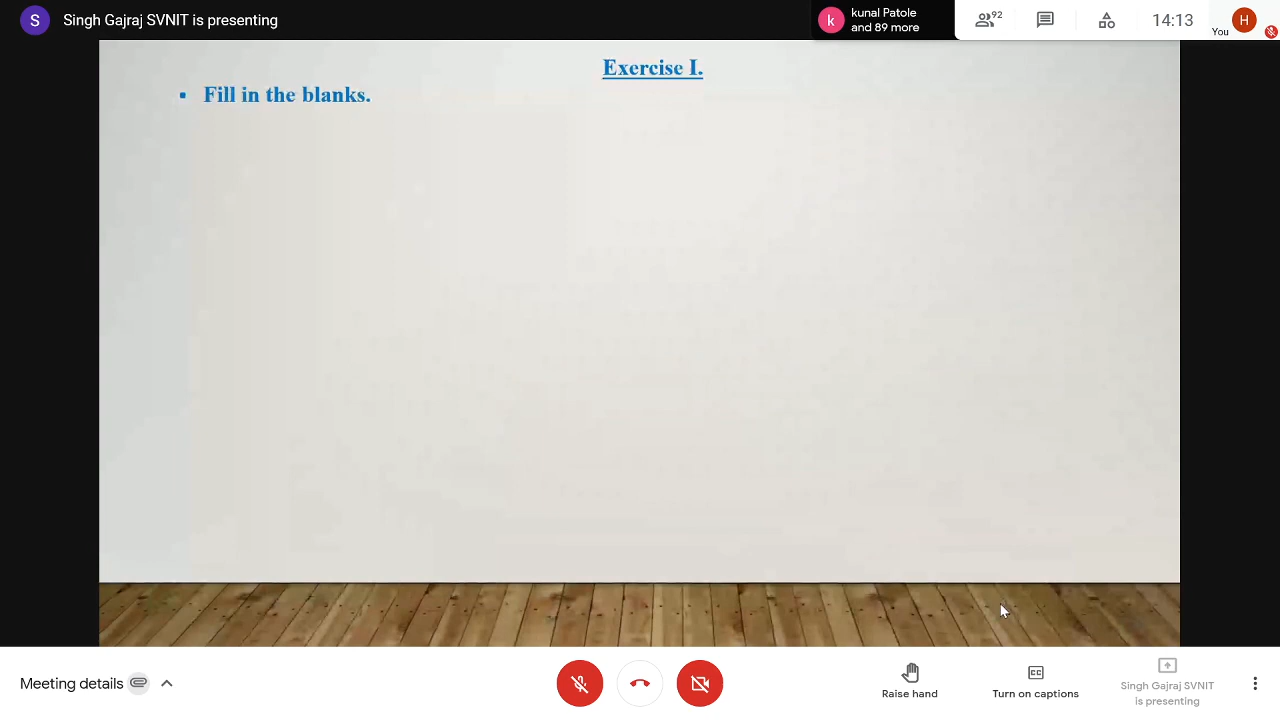 S Singh Gajraj SVNIT is presenting
k kunal Patole
and 89 more
92
14:13
You
H
Exercise I.
▪ Fill in the blanks.
Meeting details
Raise hand
Turn on captions
Singh Gajraj SVNIT
is presenting